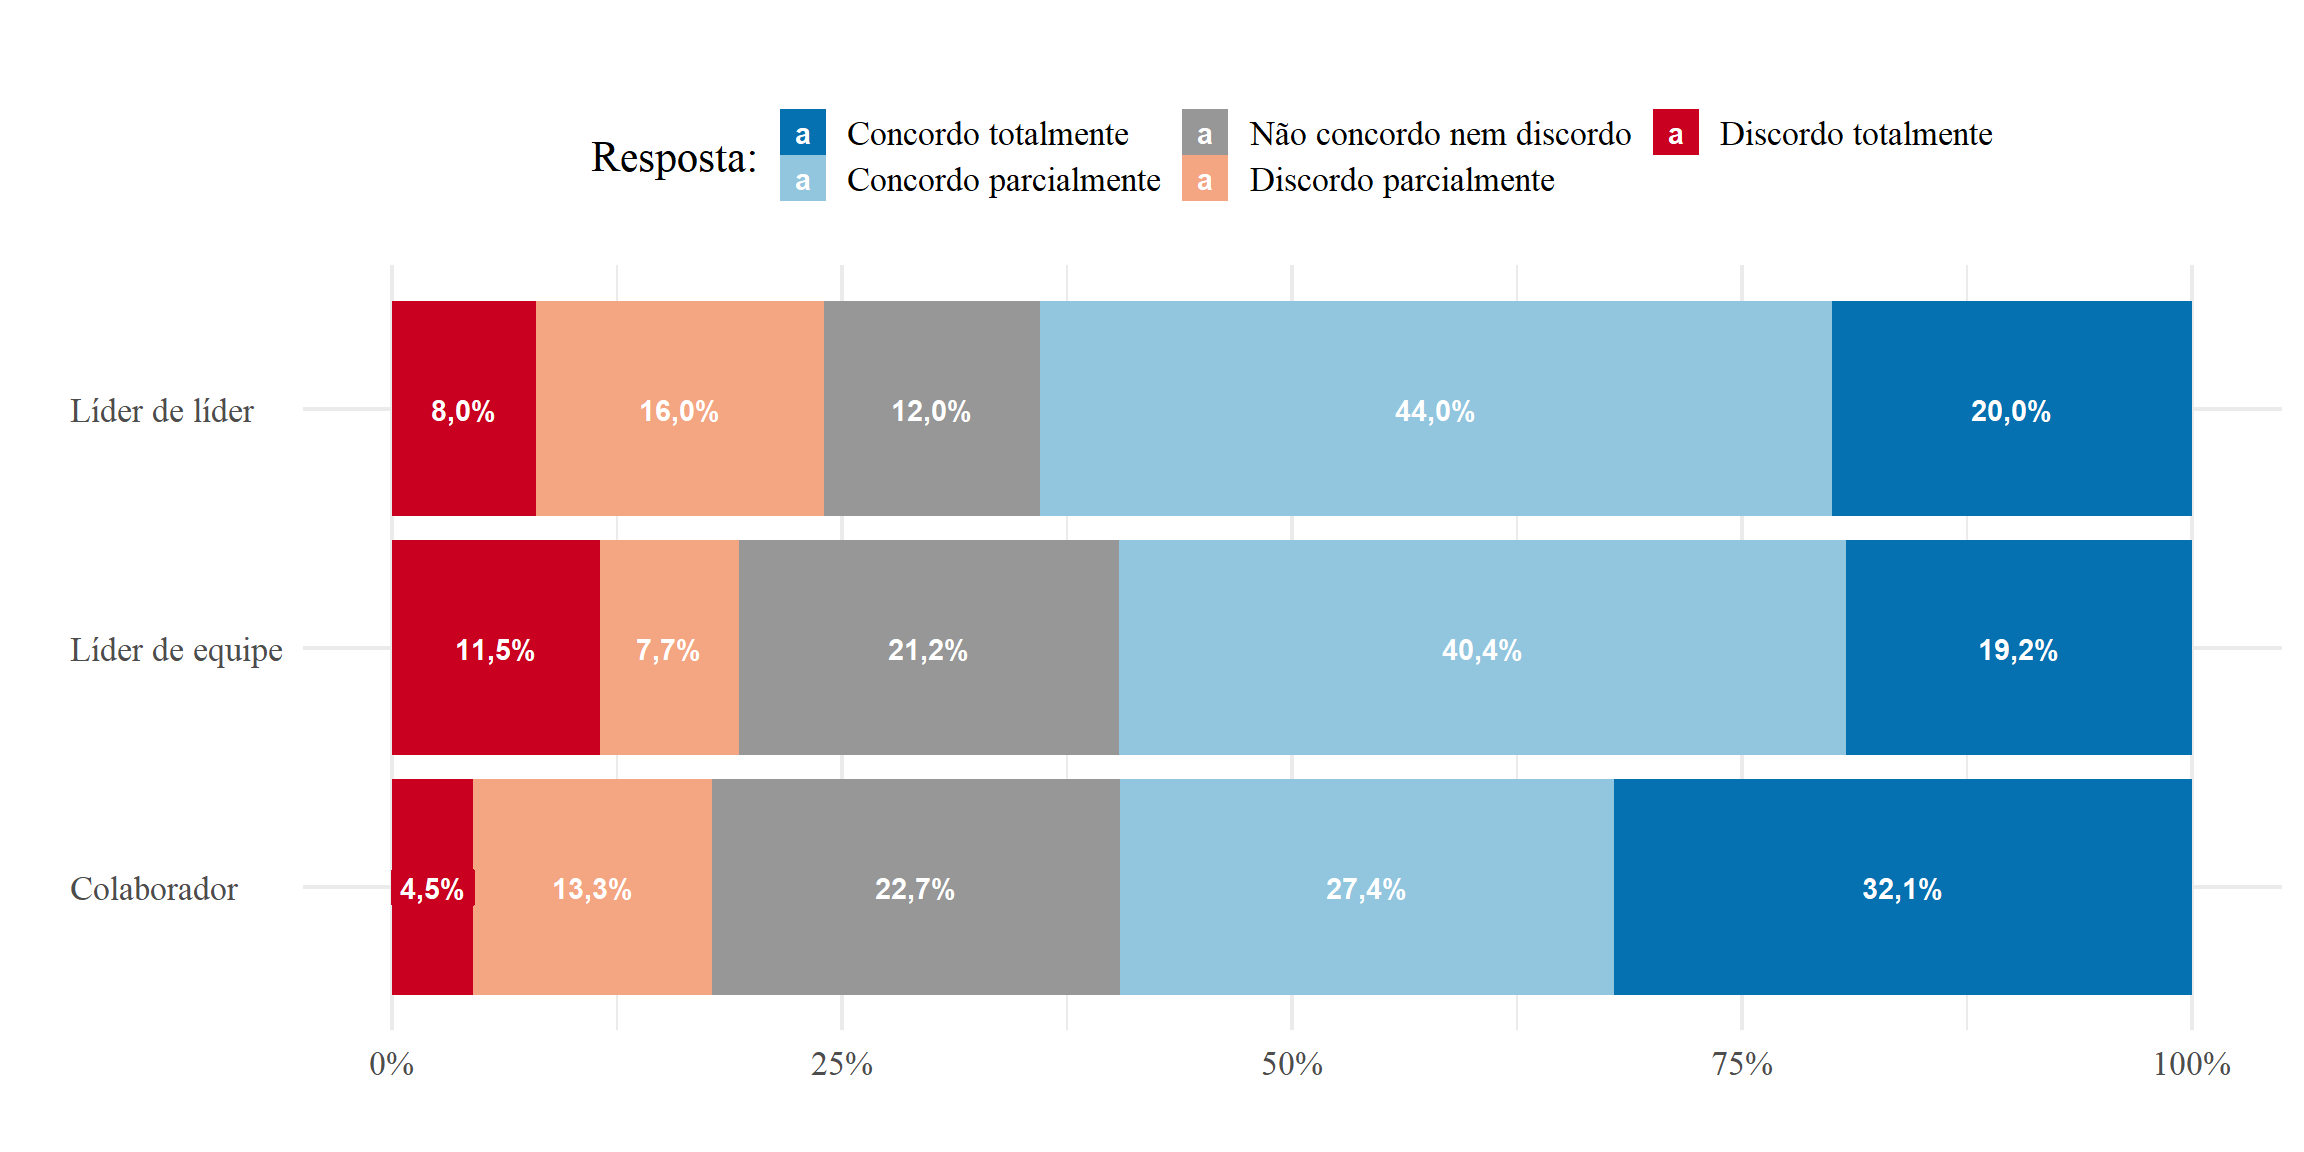 Resposta:
a Concordo totalmente
a Concordo parcialmente
a Não concordo nem discordo
a Discordo parcialmente
a Discordo totalmente
Líder de líder
8,0% 16,0% 12,0% 44,0% 20,0%
Líder de equipe
11,5% 7,7% 21,2% 40,4% 19,2%
Colaborador
4,5% 13,3% 22,7% 27,4% 32,1%
0% 25% 50% 75% 100%